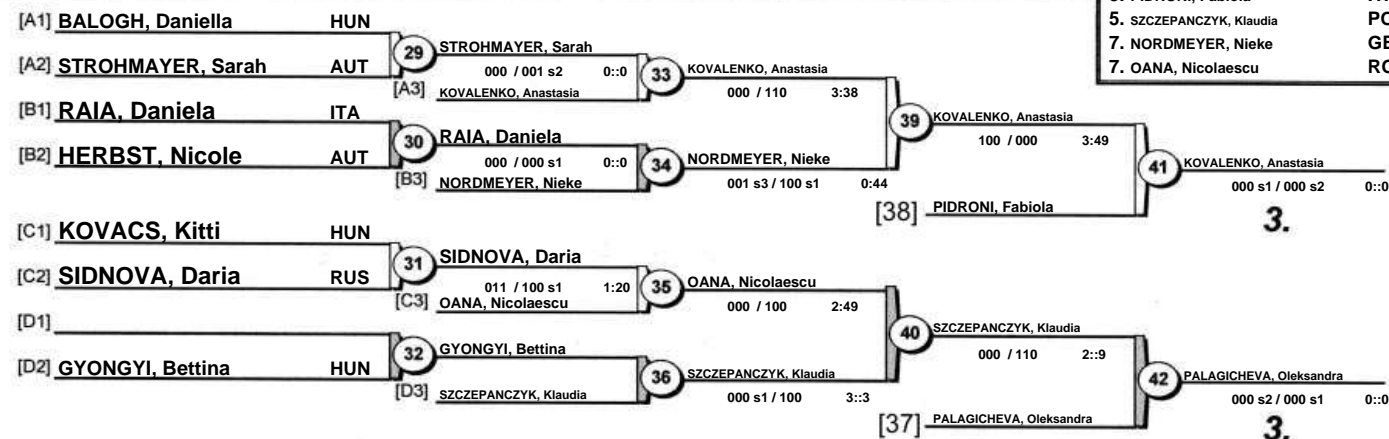 5. SZCZEPANCZYK, Klaudia
7. NORDMEYER, Nieke
7. OANA, Nicolaescu
[A1] BALOGH, Daniella HUN
[A2] STROHMAYER, Sarah AUT
29
STROHMAYER, Sarah
000 / 001 s2 0::0
[A3] KOVALENKO, Anastasia
33
KOVALENKO, Anastasia
000 / 110 3:38
[B1] RAIA, Daniela ITA
[B2] HERBST, Nicole AUT
30
RAIA, Daniela
000 / 000 s1 0::0
[B3] NORDMEYER, Nieke
34
NORDMEYER, Nieke
001 s3 / 100 s1 0:44
39
KOVALENKO, Anastasia
100 / 000 3:49
[38] PIDRONI, Fabiola
41
KOVALENKO, Anastasia
000 s1 / 000 s2 0::0
3.
[C1] KOVACS, Kitti HUN
[C2] SIDNOVA, Daria RUS
31
SIDNOVA, Daria
011 / 100 s1 1:20
[C3] OANA, Nicolaescu
35
OANA, Nicolaescu
000 / 100 2:49
[D1]
[D2] GYONGYI, Bettina HUN
32
GYONGYI, Bettina
[D3] SZCZEPANCZYK, Klaudia
36
SZCZEPANCZYK, Klaudia
000 s1 / 100 3::3
40
SZCZEPANCZYK, Klaudia
000 / 110 2::9
[37] PALAGICHEVA, Oleksandra
42
PALAGICHEVA, Oleksandra
000 s2 / 000 s1 0::0
3.